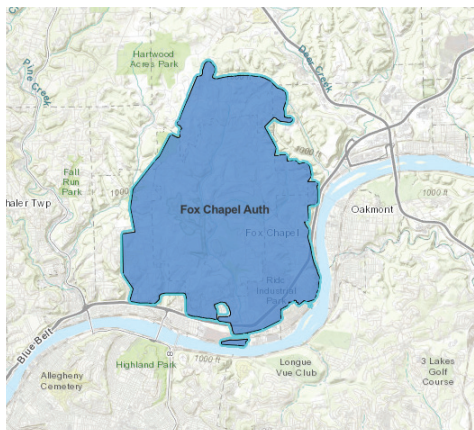 Hartwood
Acres Park
Deer Creek
Pine Creek
4000 ft
Fall
Run
Park
1000
haler Twp
Fox Chapel Auth
Oakmont
1000 ft
Fox Chapel
Ridc
Industrial
Park
Blue Belt
8
1000 ft
Highland Park
Longue
Vue Club
3 Lakes
Golf
Course
Allegheny
Cemetery